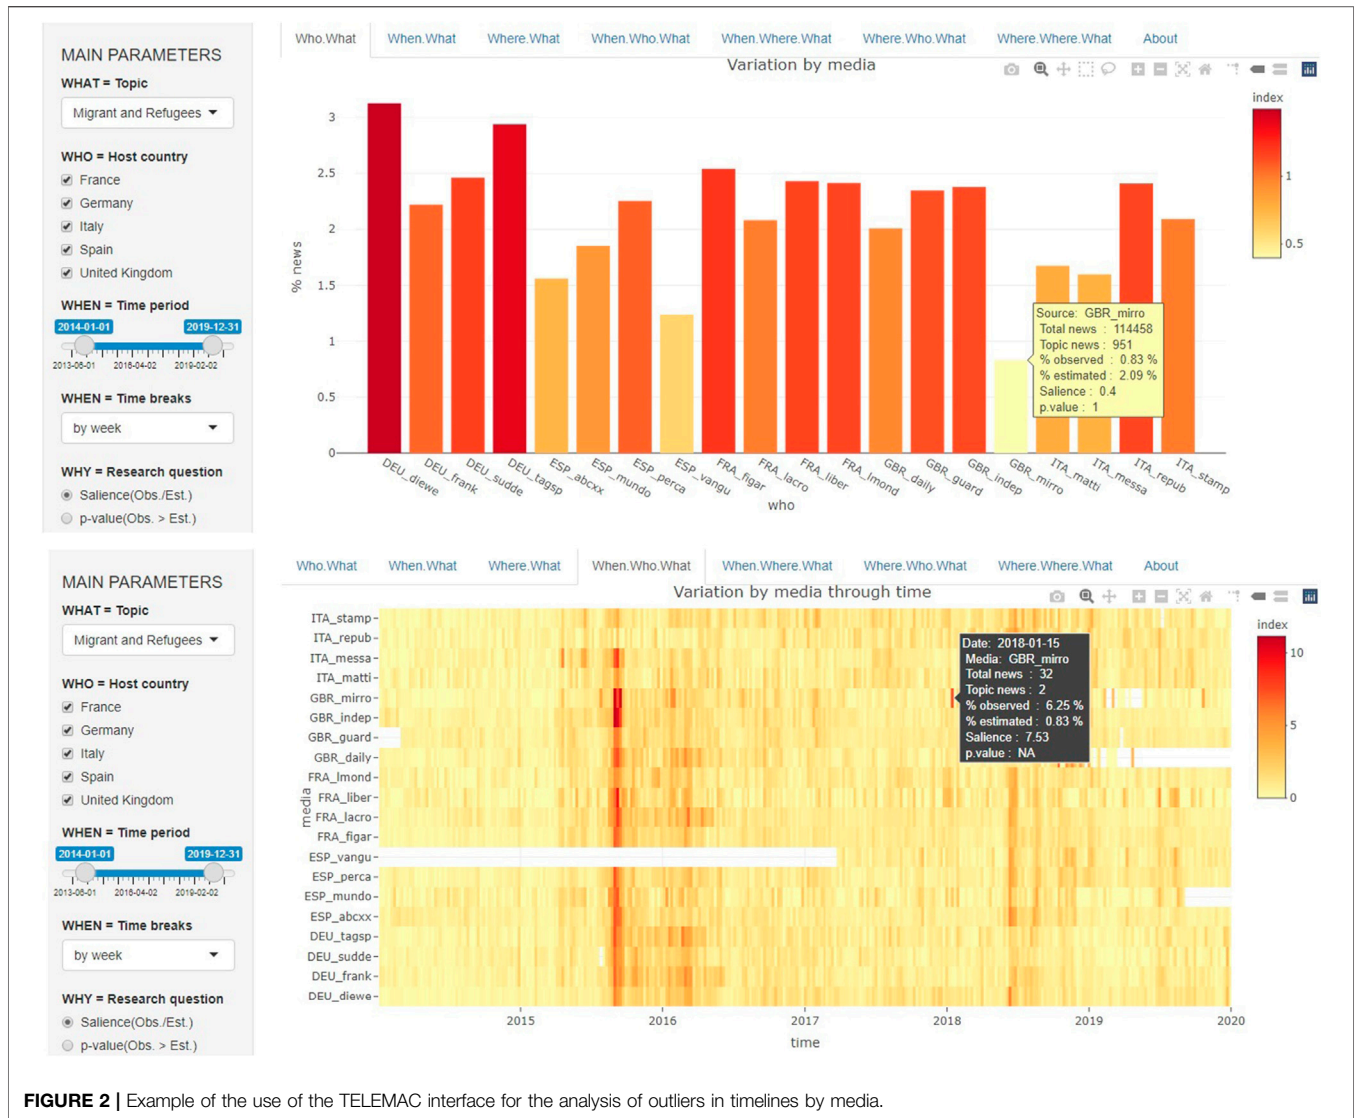 Who.What When.What Where.What When.Who.What When.Where.What Where.Who.What Where.Where.What About
MAIN PARAMETERS
WHAT = Topic
Migrant and Refugees
WHO = Host country
France
Germany
Italy
Spain
United Kingdom
WHEN = Time period
2014-01-01 2019-12-31
2013-06-01 2016-04-02 2019-02-02
WHEN = Time breaks
by week
WHY = Research question
Salience(Obs./Est.)
p-value(Obs. > Est.)
Variation by media
index
1
0.5
% news
3
2.5
2
1.5
1
0.5
0
Source: GBR_mirro
Total news : 114458
Topic news : 951
% observed : 0.83 %
% estimated : 2.09 %
Salience : 0.4
p.value : 1
DEU_diewe DEU_frank DEU_sudde DEU_tagsp ESP_abcxx ESP_mundo ESP_perca ESP_vangu FRA_figar FRA_lacro FRA_liber FRA_lmond GBR_daily GBR_guard GBR_indep GBR_mirro ITA_matti ITA_messa ITA_repub ITA_stamp
who
Who.What When.What Where.What When.Who.What When.Where.What Where.Who.What Where.Where.What About
MAIN PARAMETERS
WHAT = Topic
Migrant and Refugees
WHO = Host country
France
Germany
Italy
Spain
United Kingdom
WHEN = Time period
2014-01-01 2019-12-31
2013-06-01 2016-04-02 2019-02-02
WHEN = Time breaks
by week
WHY = Research question
Salience(Obs./Est.)
p-value(Obs. > Est.)
Variation by media through time
index
10
5
0
media
ITA_stamp
ITA_repub
ITA_messa
ITA_matti
GBR_mirro
GBR_indep
GBR_guard
GBR_daily
FRA_lmond
FRA_liber
FRA_lacro
FRA_figar
ESP_vangu
ESP_perca
ESP_mundo
ESP_abcxx
DEU_tagsp
DEU_sudde
DEU_frank
DEU_diewe
Date: 2018-01-15
Media: GBR_mirro
Total news : 32
Topic news : 2
% observed : 6.25 %
% estimated : 0.83 %
Salience : 7.53
p.value : NA
2015 2016 2017 2018 2019 2020
time
FIGURE 2 | Example of the use of the TELEMAC interface for the analysis of outliers in timelines by media.